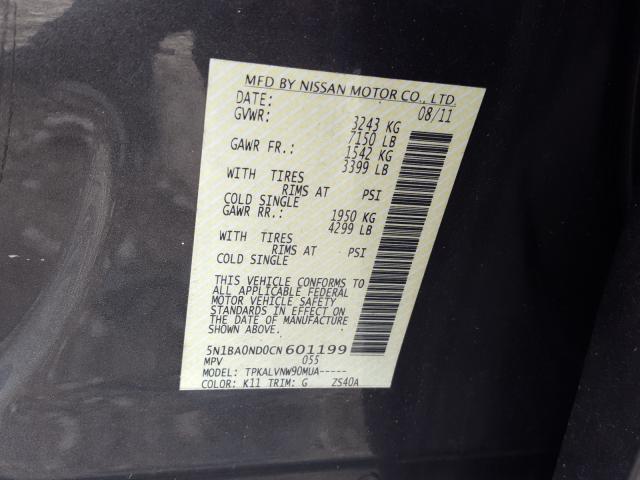 MFD BY NISSAN MOTOR CO., LTD.
DATE: 08/11
GVWR: 3243 KG
7150 LB
GAWR FR.: 1542 KG
3399 LB
WITH TIRES
RIMS AT PSI
COLD SINGLE
GAWR RR.: 1950 KG
4299 LB
WITH TIRES
RIMS AT PSI
COLD SINGLE
THIS VEHICLE CONFORMS TO
ALL APPLICABLE FEDERAL
MOTOR VEHICLE SAFETY
STANDARDS IN EFFECT ON
THE DATE OF MANUFACTURE
SHOWN ABOVE.
5N1BA0ND0CN601199
MPV 055
MODEL: TPKALVNW90MUA-----
COLOR: K11 TRIM: G ZS40A